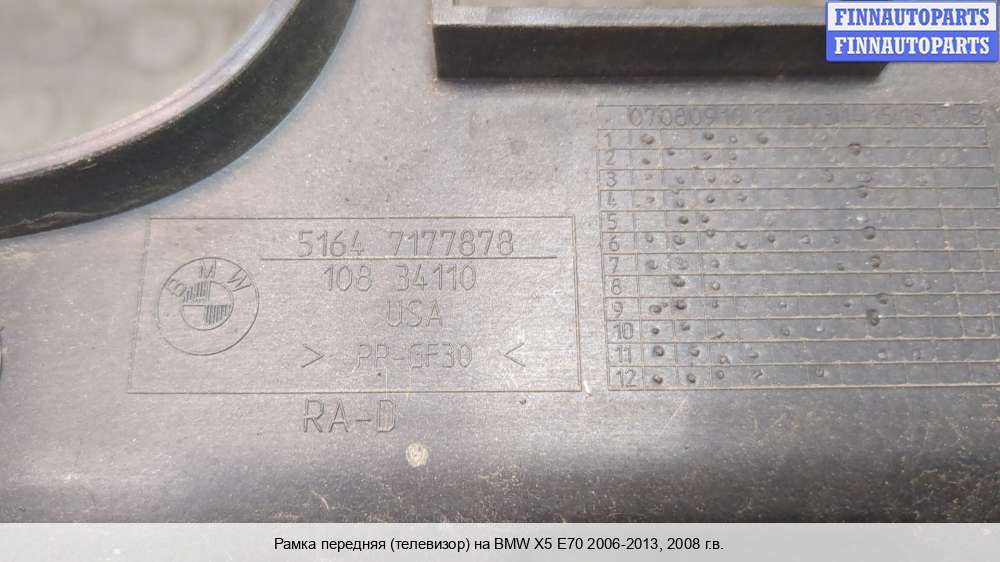 FINNAUTOPARTS
FINNAUTOPARTS
07080910
1
2
3
4
5
6
7
8
9
10
11
12
5164 7177878
108 34110
BMW
USA
> PP-GF30 <
RA-D
Рамка передняя (телевизор) на BMW X5 E70 2006-2013, 2008 г.в.